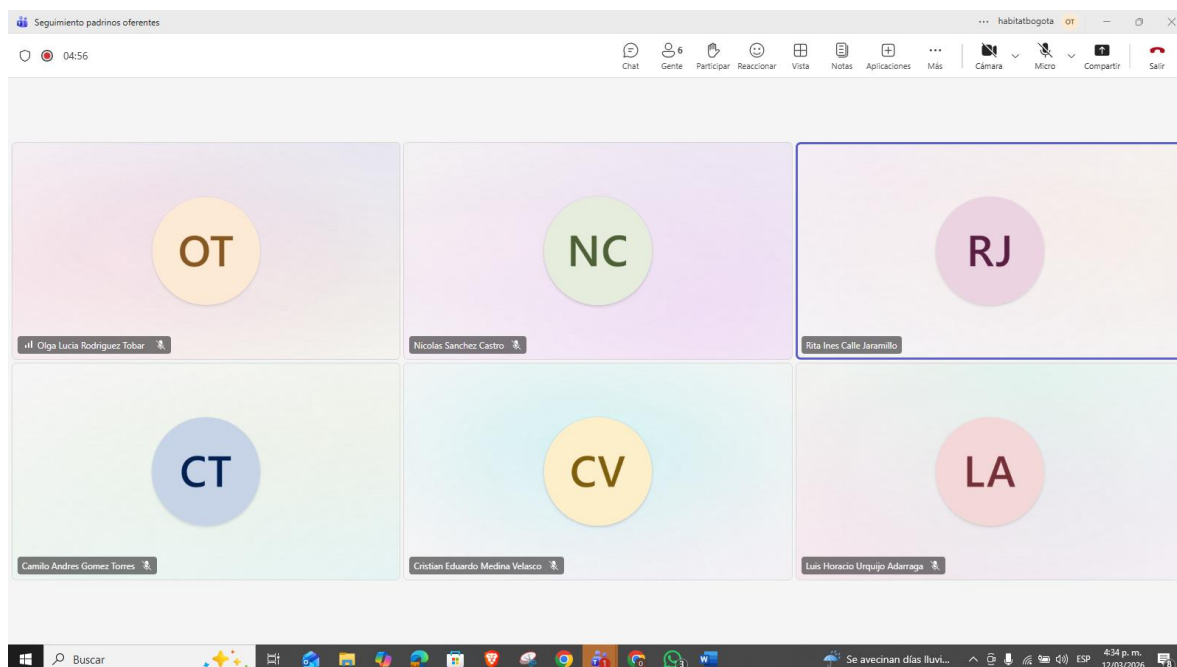 Seguimiento padrinos oferentes
... habitatbogota OT
04:56
6
Chat Gente Participar Reaccionar Vista Notas Aplicaciones Más Cámara Micro Compartir Salir
OT
Olga Lucia Rodriguez Tobar
NC
Nicolas Sanchez Castro
RJ
Rita Ines Calle Jaramillo
CT
Camilo Andres Gomez Torres
CV
Cristian Eduardo Medina Velasco
LA
Luis Horacio Urquijo Adarraga
Buscar
Se avecinan días lluvi...
ESP
4:34 p. m.
12/03/2026